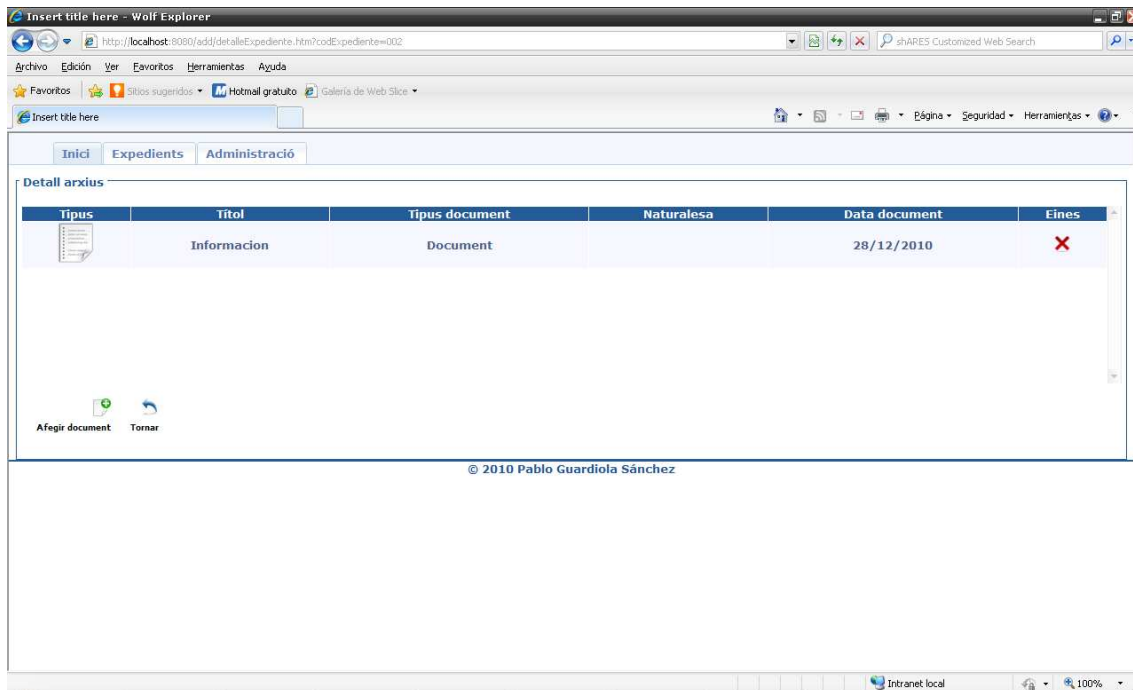 Insert title here - Wolf Explorer
http://localhost:8080/add/detalleExpediente.htm?codExpediente=002
shARES Customized Web Search
Archivo Edición Ver Favoritos Herramientas Ayuda
Favoritos Sitios sugeridos Hotmail gratuito Galería de Web Slice
Insert title here Página Seguridad Herramientas
Inici Expedients Administració
Detall arxius
Tipus Títol Tipus document Naturalesa Data document Eines
Informacion Document 28/12/2010
Afegir document Tornar
© 2010 Pablo Guardiola Sánchez
Intranet local 100%